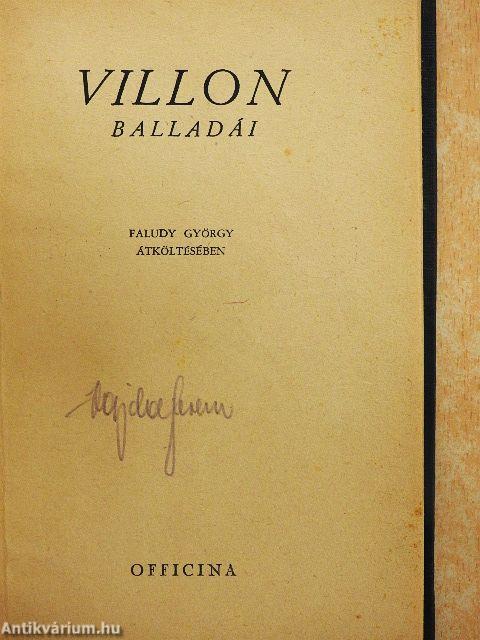 VILLON
BALLADÁI
FALUDY GYÖRGY
ÁTKÖLTÉSÉBEN
OFFICINA
Antikvárium.hu